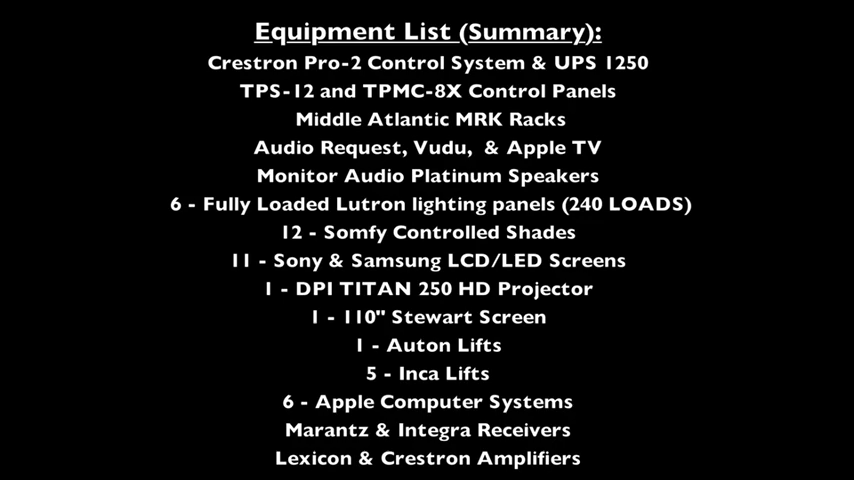 Equipment List (Summary):
Crestron Pro-2 Control System & UPS 1250
TPS-12 and TPMC-8X Control Panels
Middle Atlantic MRK Racks
Audio Request, Vudu,  & Apple TV
Monitor Audio Platinum Speakers
6 - Fully Loaded Lutron lighting panels (240 LOADS)
12 - Somfy Controlled Shades
11 - Sony & Samsung LCD/LED Screens
1 - DPI TITAN 250 HD Projector
1 - 110" Stewart Screen
1 - Auton Lifts
5 - Inca Lifts
6 - Apple Computer Systems
Marantz & Integra Receivers
Lexicon & Crestron Amplifiers